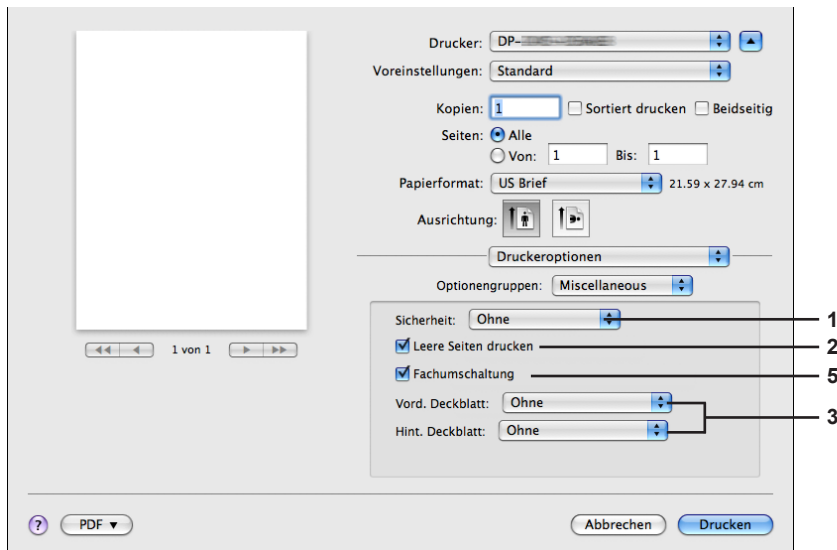 Drucker: DP-
Voreinstellungen: Standard
Kopien: 1 Sortiert drucken Beidseitig
Seiten: Alle
Von: 1 Bis: 1
Papierformat: US Brief 21.59 x 27.94 cm
Ausrichtung:
Druckeroptionen
Optionengruppen: Miscellaneous
Sicherheit: Ohne 1
Leere Seiten drucken 2
Fachumschaltung 5
Vord. Deckblatt: Ohne
3
Hint. Deckblatt: Ohne
1 von 1
? PDF ▼ Abbrechen Drucken